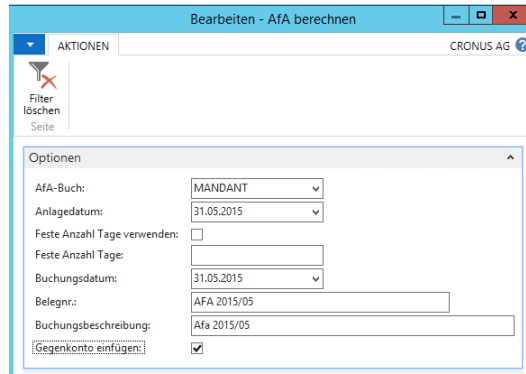 Bearbeiten - AfA berechnen
AKTIONEN
CRONUS AG
Filter
löschen
Seite
Optionen
AfA-Buch: MANDANT
Anlagedatum: 31.05.2015
Feste Anzahl Tage verwenden:
Feste Anzahl Tage:
Buchungsdatum: 31.05.2015
Belegnr.: AFA 2015/05
Buchungsbeschreibung: Afa 2015/05
Gegenkonto einfügen: